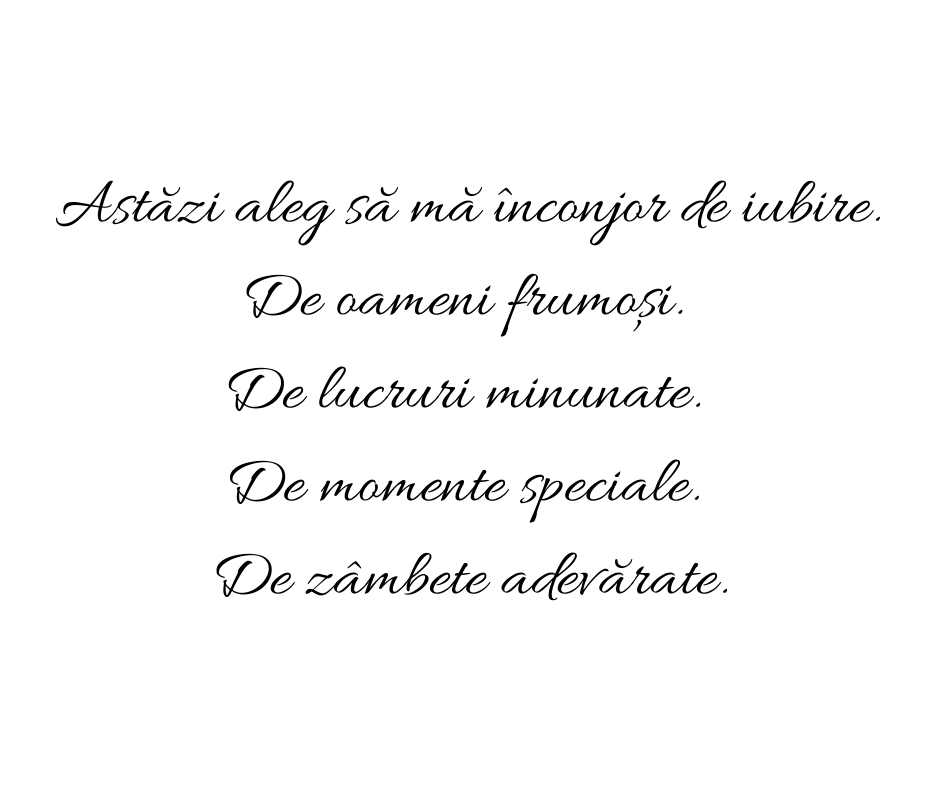 Astăzi aleg să mă înconjor de iubire.
De oameni frumoși.
De lucruri minunate.
De momente speciale.
De zâmbete adevărate.